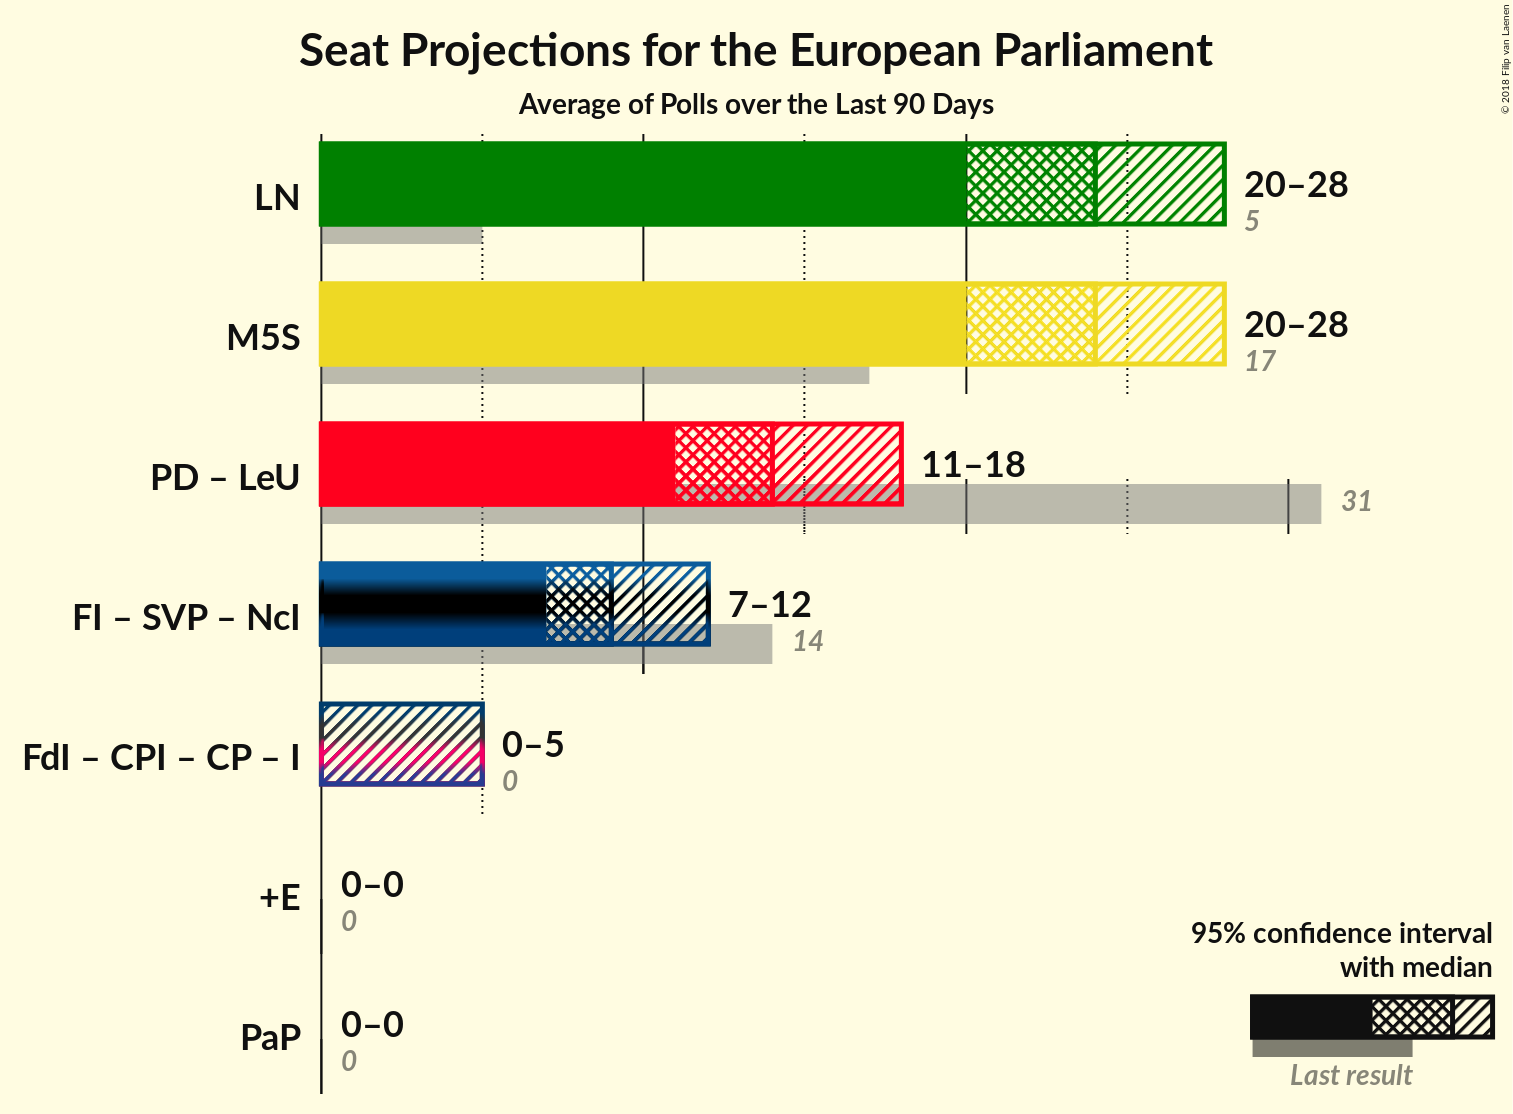 Seat Projections for the European Parliament
Average of Polls over the Last 90 Days
© 2018 Filip van Laenen
LN
20–28
5
M5S
20–28
17
PD – LeU
11–18
31
FI – SVP – NcI
7–12
14
FdI – CPI – CP – I
0–5
0
+E
0–0
0
PaP
0–0
0
95% confidence interval
with median
Last result